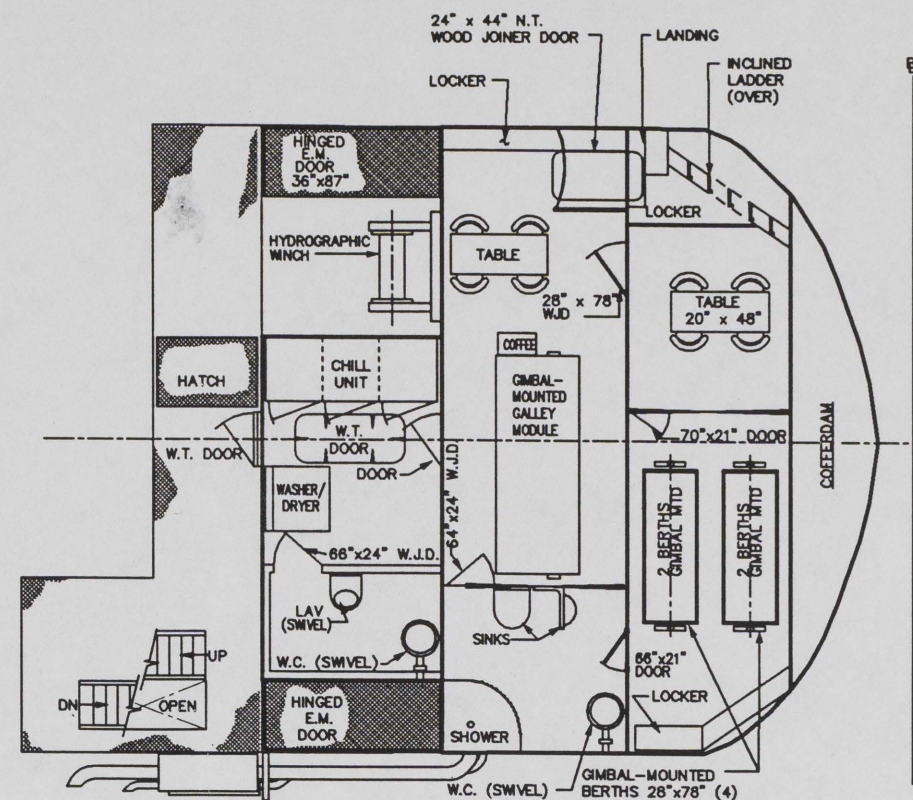 24" x 44" N.T.
WOOD JOINER DOOR
LANDING
LOCKER
INCLINED
LADDER
(OVER)
HINGED
E.M.
DOOR
36"x87"
LOCKER
HYDROGRAPHIC
WINCH
TABLE
28" x 78"
WJD
TABLE
20" x 48"
COFFEE
CHILL
UNIT
HATCH
GIMBAL-
MOUNTED
GALLEY
MODULE
W.T.
DOOR
W.T. DOOR
DOOR
70"x21" DOOR
COFFERDAM
WASHER/
DRYER
64"x24" W.J.D.
2 BERTHS
GIMBAL MTD
2 BERTHS
GIMBAL MTD
66"x24" W.J.D.
LAV
(SWIVEL)
SINKS
UP
W.C. (SWIVEL)
66"x21"
DOOR
DN
OPEN
HINGED
E.M.
DOOR
LOCKER
SHOWER
W.C. (SWIVEL)
GIMBAL-MOUNTED
BERTHS 28"x78" (4)